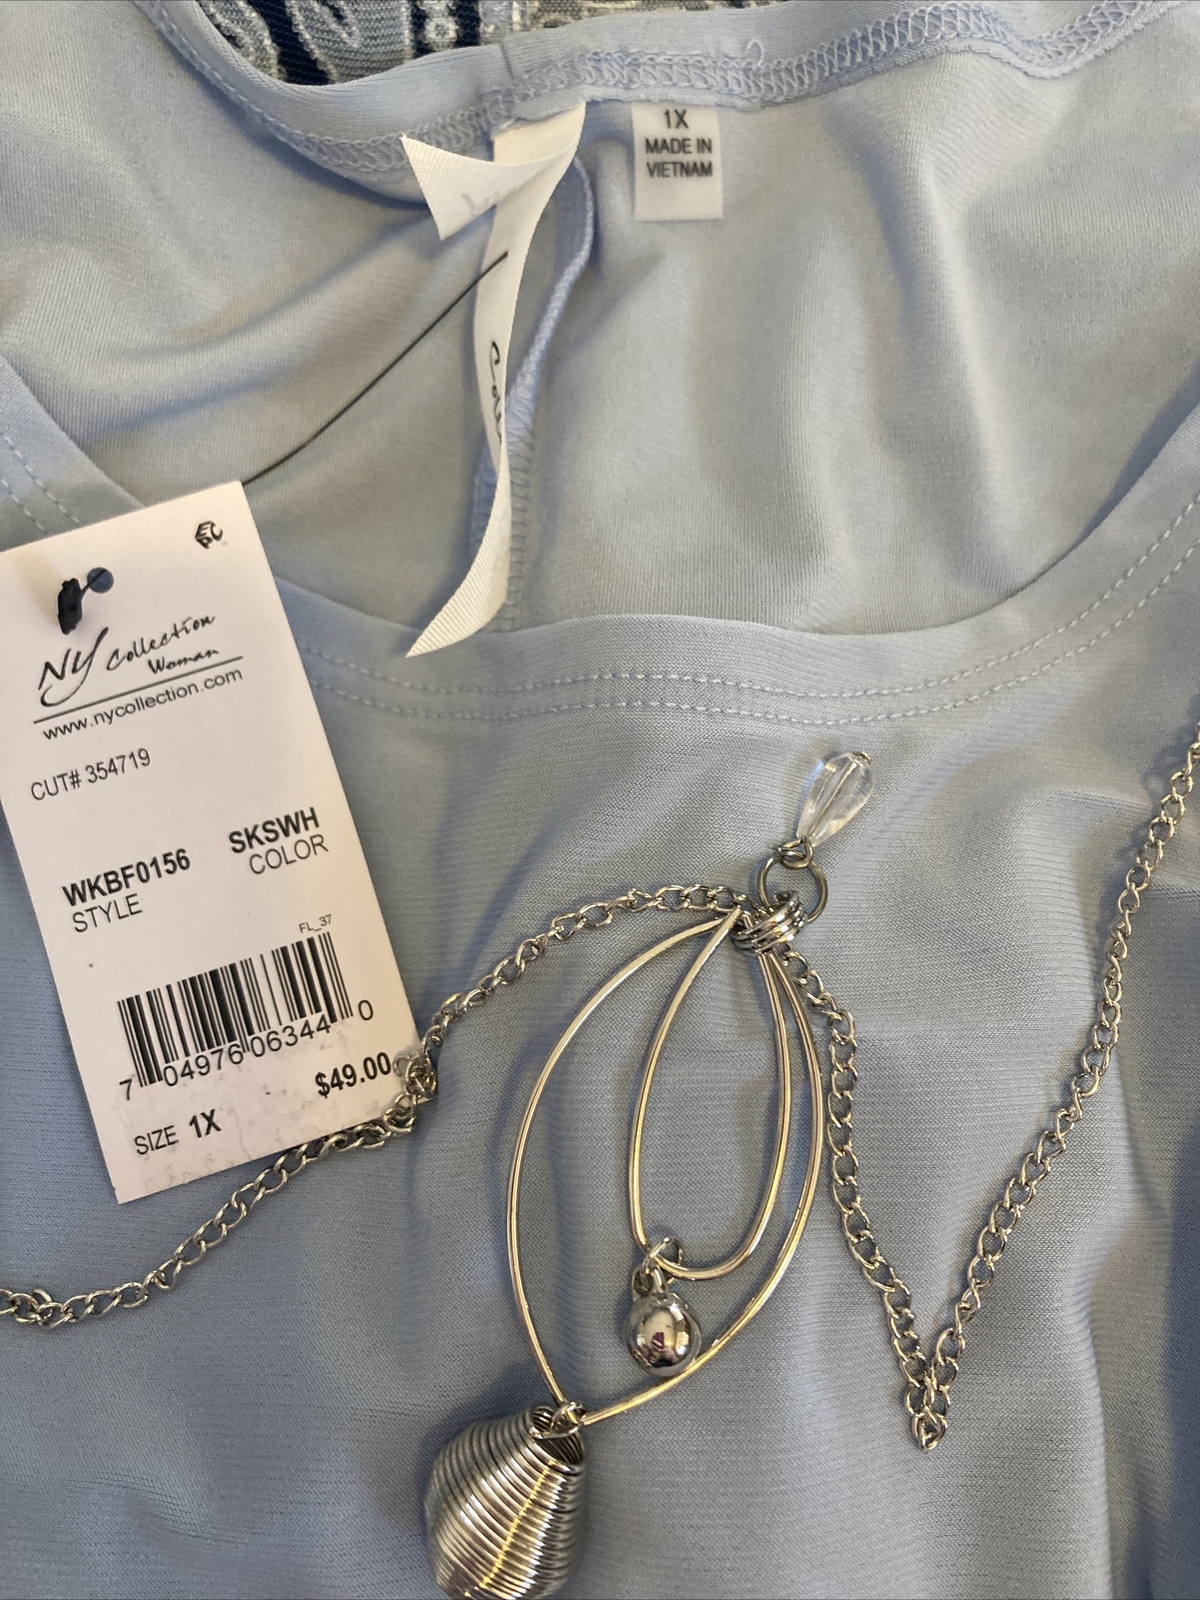 1X
MADE IN
VIETNAM
NY Collection
Woman
www.nycollection.com
CUT# 354719
WKBF0156
STYLE
SKSWH
COLOR
FL_37
7 04976 06344 0
$49.00
SIZE 1X